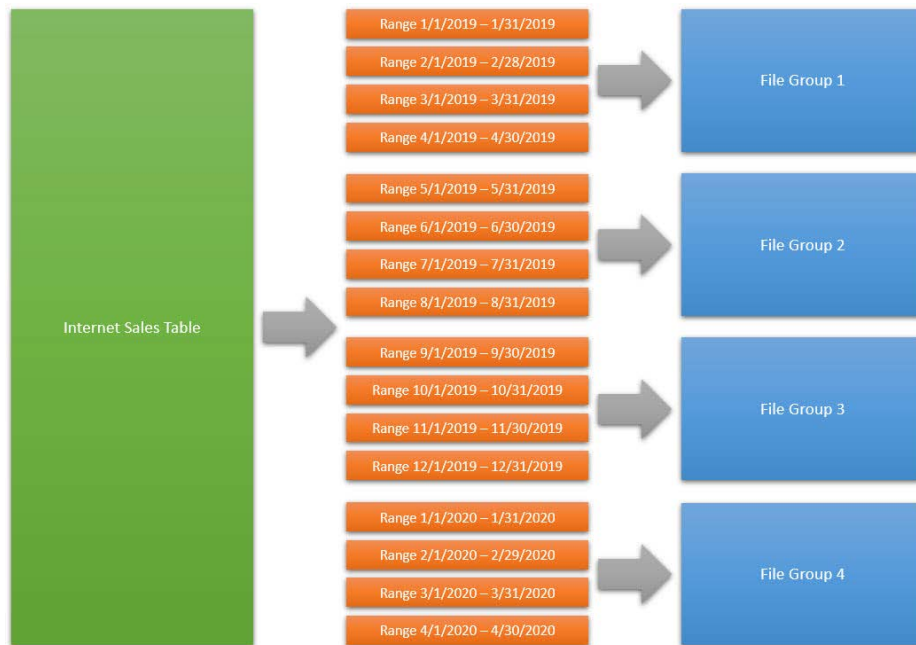 Internet Sales Table
Range 1/1/2019 – 1/31/2019
Range 2/1/2019 – 2/28/2019
Range 3/1/2019 – 3/31/2019
Range 4/1/2019 – 4/30/2019
File Group 1
Range 5/1/2019 – 5/31/2019
Range 6/1/2019 – 6/30/2019
Range 7/1/2019 – 7/31/2019
Range 8/1/2019 – 8/31/2019
File Group 2
Range 9/1/2019 – 9/30/2019
Range 10/1/2019 – 10/31/2019
Range 11/1/2019 – 11/30/2019
Range 12/1/2019 – 12/31/2019
File Group 3
Range 1/1/2020 – 1/31/2020
Range 2/1/2020 – 2/29/2020
Range 3/1/2020 – 3/31/2020
Range 4/1/2020 – 4/30/2020
File Group 4